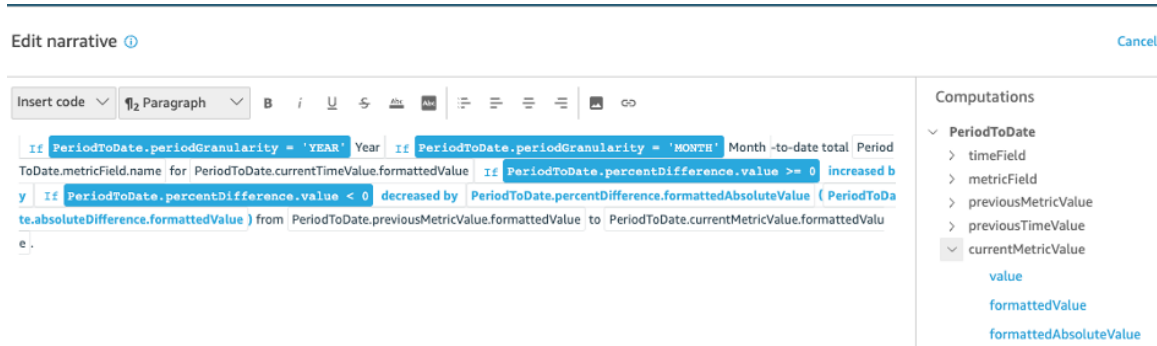 Edit narrative
Cancel
Insert code
¶2 Paragraph
B i U S Abc Abc
If PeriodToDate.periodGranularity = 'YEAR' Year If PeriodToDate.periodGranularity = 'MONTH' Month -to-date total Period
ToDate.metricField.name for PeriodToDate.currentTimeValue.formattedValue If PeriodToDate.percentDifference.value >= 0 increased b
y If PeriodToDate.percentDifference.value < 0 decreased by PeriodToDate.percentDifference.formattedAbsoluteValue ( PeriodToDa
te.absoluteDifference.formattedValue ) from PeriodToDate.previousMetricValue.formattedValue to PeriodToDate.currentMetricValue.formattedValu
e .
Computations
PeriodToDate
timeField
metricField
previousMetricValue
previousTimeValue
currentMetricValue
value
formattedValue
formattedAbsoluteValue